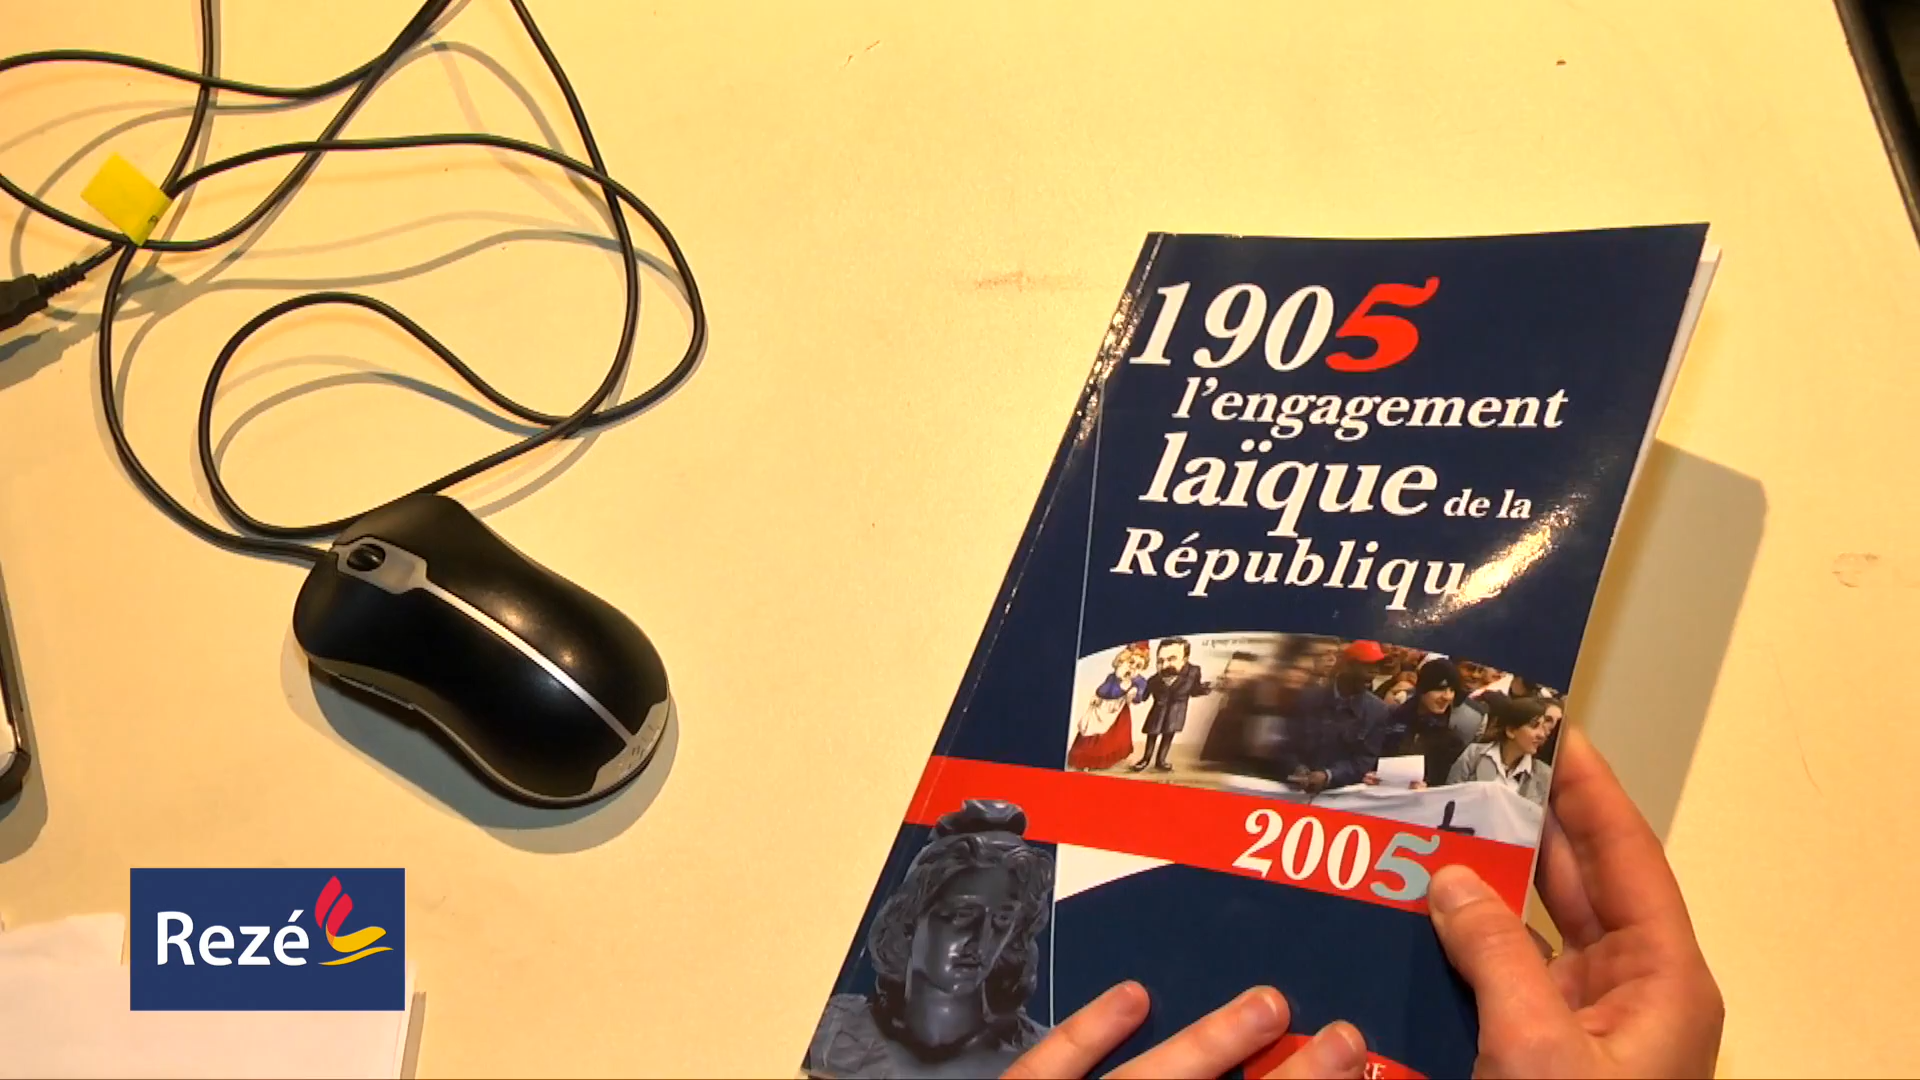 1905
l'engagement
laïque de la
Républiqu
2005
Rezé